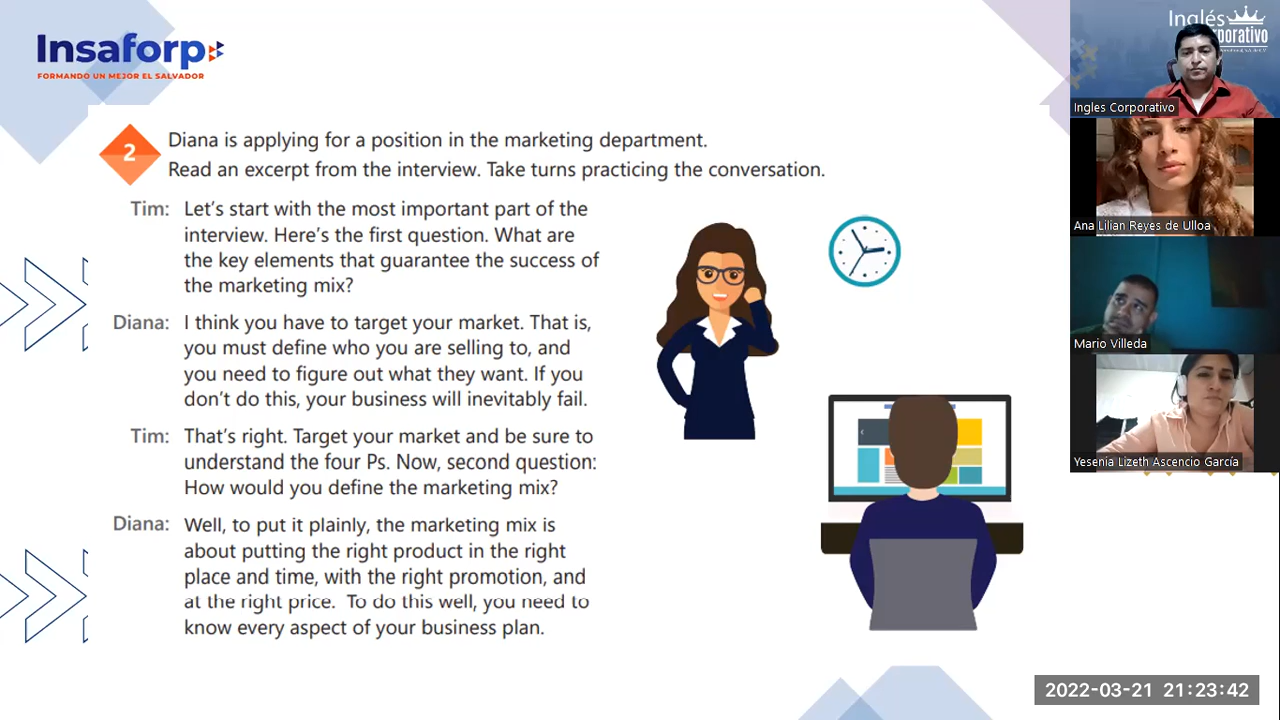 Insaforp
FORMANDO UN MEJOR EL SALVADOR
2
Diana is applying for a position in the marketing department.
Read an excerpt from the interview. Take turns practicing the conversation.
Tim: Let's start with the most important part of the
interview. Here's the first question. What are
the key elements that guarantee the success of
the marketing mix?
Diana: I think you have to target your market. That is,
you must define who you are selling to, and
you need to figure out what they want. If you
don't do this, your business will inevitably fail.
Tim: That's right. Target your market and be sure to
understand the four Ps. Now, second question:
How would you define the marketing mix?
Diana: Well, to put it plainly, the marketing mix is
about putting the right product in the right
place and time, with the right promotion, and
at the right price. To do this well, you need to
know every aspect of your business plan.
Inglés
Ingles Corporativo
Ana Lilian Reyes de Ulloa
Mario Villeda
Yesenia Lizeth Ascencio García
2022-03-21 21:23:42